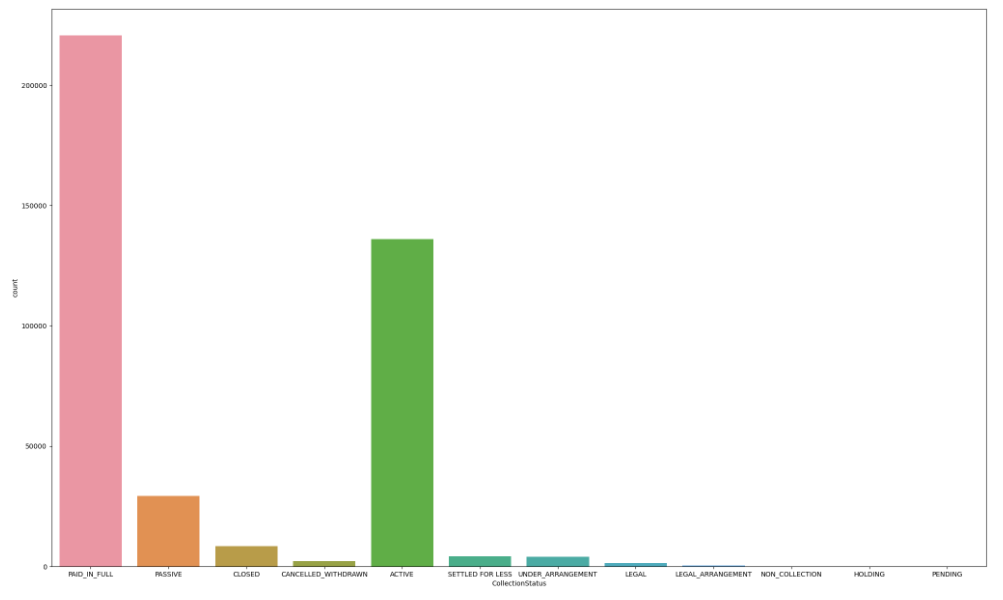 200000
150000
100000
50000
0
count
PAID_IN_FULL PASSIVE CLOSED CANCELLED_WITHDRAWN ACTIVE SETTLED FOR LESS UNDER_ARRANGEMENT LEGAL LEGAL_ARRANGEMENT NON_COLLECTION HOLDING PENDING
CollectionStatus